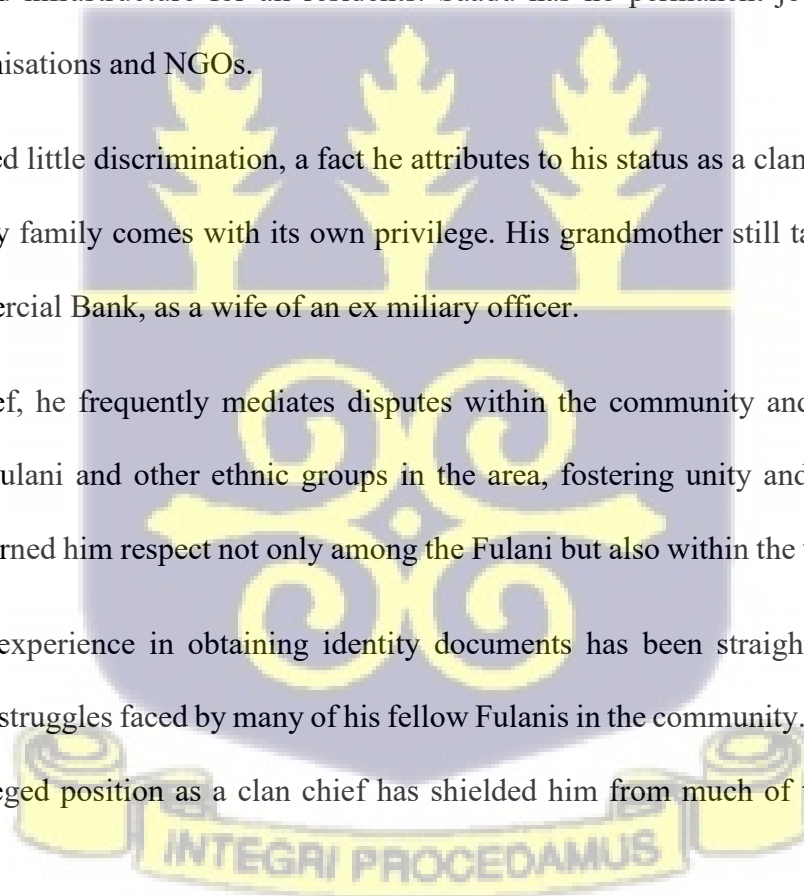 infrastructure for all residents. Saadu has no permanent
nisations and NGOs.
ed little discrimination, a fact he attributes to his status as a clan
y family comes with its own privilege. His grandmother still
ercial Bank, as a wife of an ex miliary officer.
ef, he frequently mediates disputes within the community and
ulani and other ethnic groups in the area, fostering unity and
rned him respect not only among the Fulani but also within the
experience in obtaining identity documents has been straigh
struggles faced by many of his fellow Fulanis in the community.
eged position as a clan chief has shielded him from much of
INTEGRI PROCEDAMUS